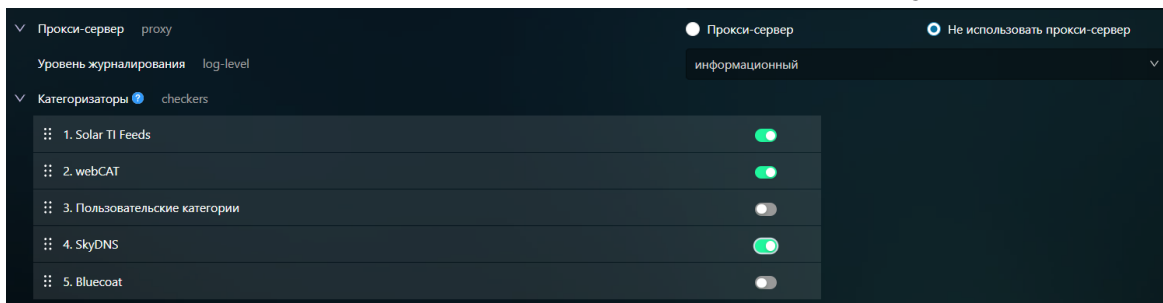 Прокси-сервер proxy Прокси-сервер Не использовать прокси-сервер
Уровень журналирования log-level информационный
Категоризаторы ? checkers
1. Solar TI Feeds
2. webCAT
3. Пользовательские категории
4. SkyDNS
5. Bluecoat